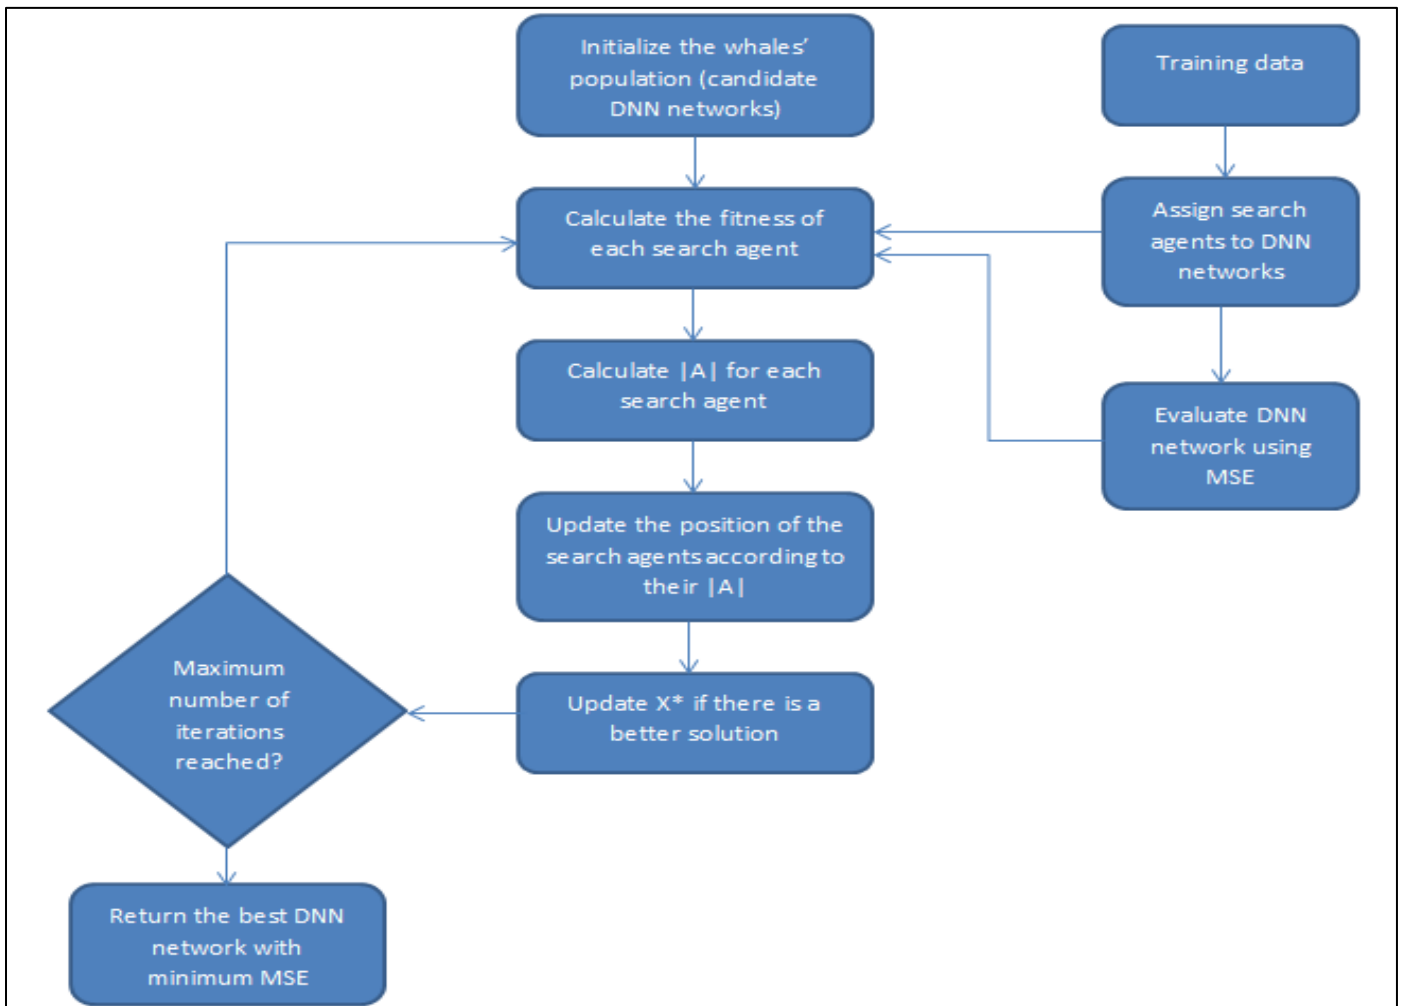 Initialize the whales’
population (candidate
DNN networks)
Training data
Calculate the fitness of
each search agent
Assign search
agents to DNN
networks
Calculate |A| for each
search agent
Evaluate DNN
network using
MSE
Update the position of the
search agents according to
their |A|
Maximum
number of
iterations
reached?
Update X* if there is a
better solution
Return the best DNN
network with
minimum MSE